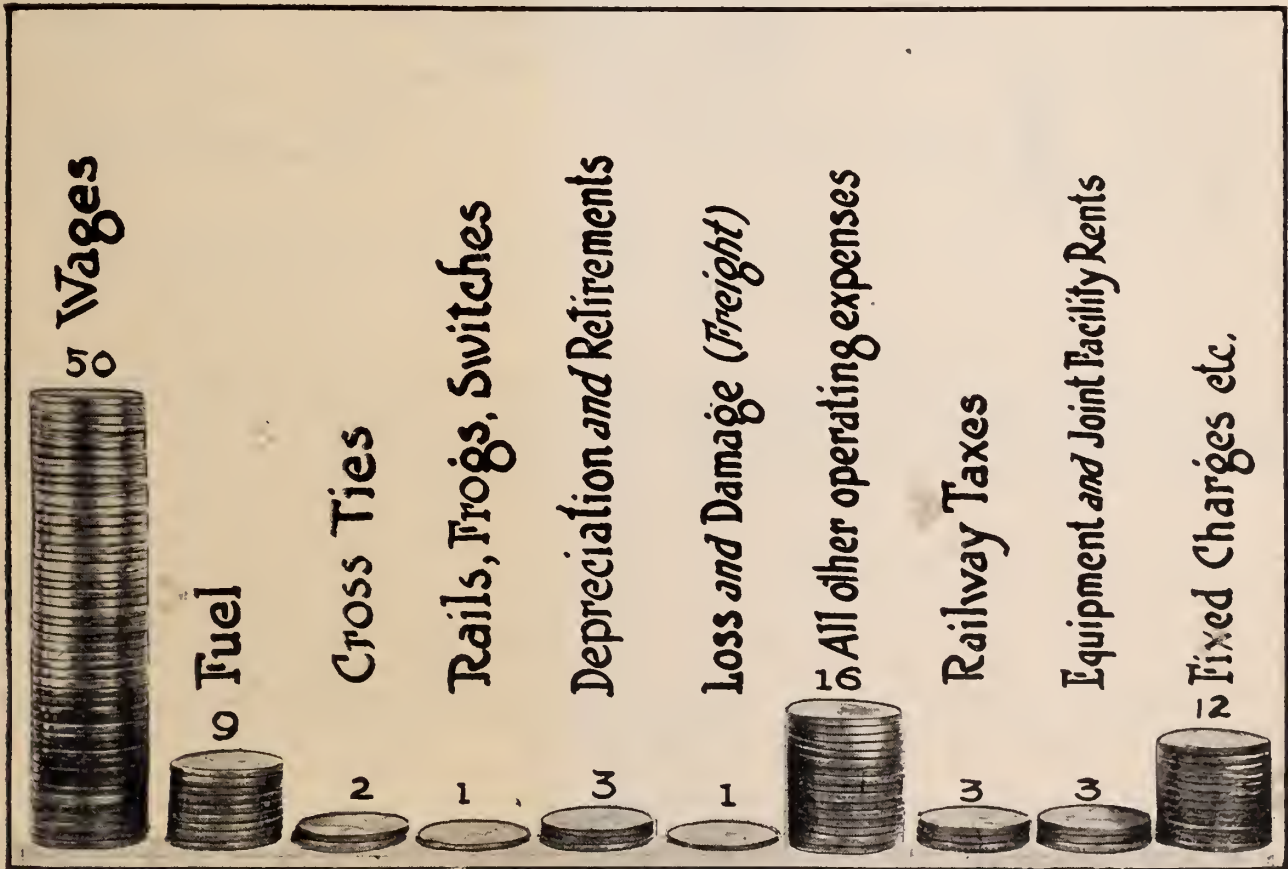 50 Wages
9 Fuel
2 Cross Ties
1 Rails, Frogs, Switches
3 Depreciation and Retirements
1 Loss and Damage (Freight)
16 All other operating expenses
3 Railway Taxes
3 Equipment and Joint Facility Rents
12 Fixed Charges etc.